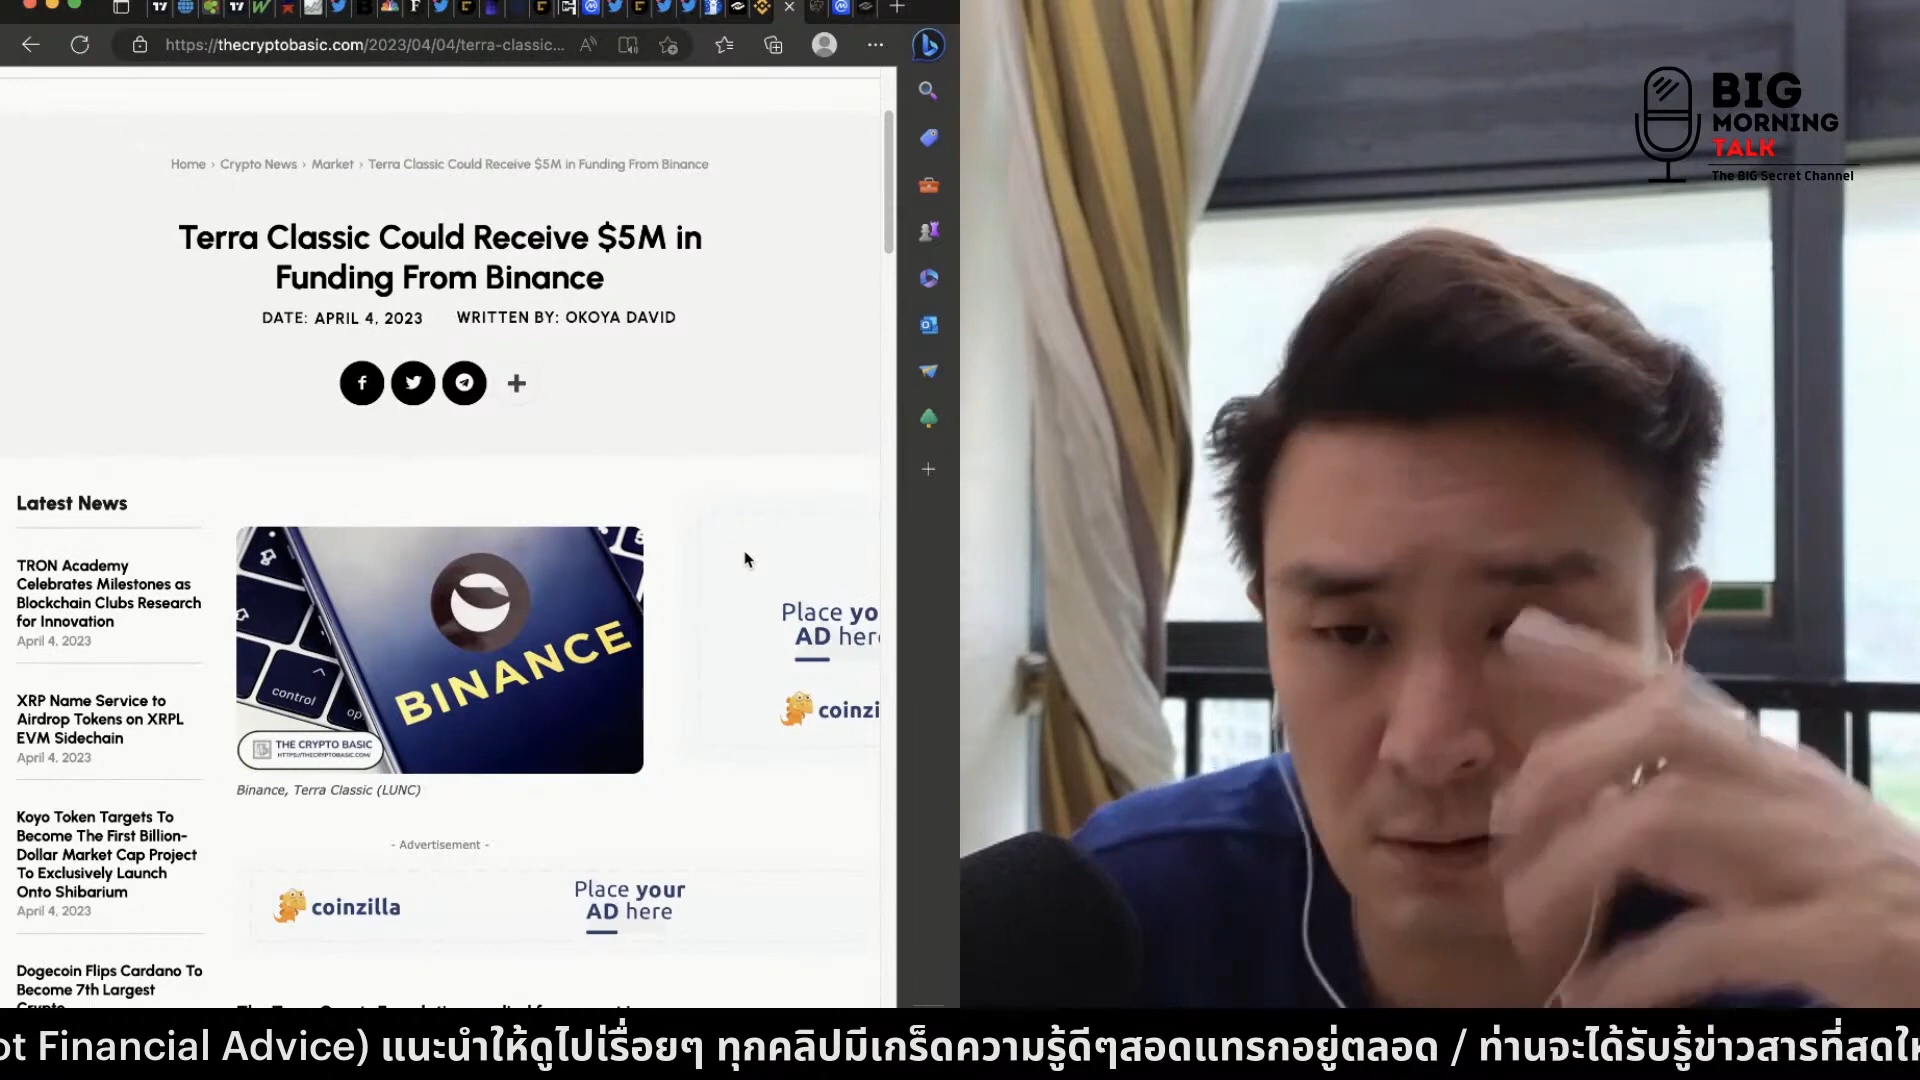 https://thecryptobasic.com/2023/04/04/terra-classic...
Home › Crypto News › Market › Terra Classic Could Receive $5M in Funding From Binance
Terra Classic Could Receive $5M in
Funding From Binance
DATE: APRIL 4, 2023 WRITTEN BY: OKOYA DAVID
Latest News
TRON Academy
Celebrates Milestones as
Blockchain Clubs Research
for Innovation
April 4, 2023
XRP Name Service to
Airdrop Tokens on XRPL
EVM Sidechain
April 4, 2023
Koyo Token Targets To
Become The First Billion-
Dollar Market Cap Project
To Exclusively Launch
Onto Shibarium
April 4, 2023
Dogecoin Flips Cardano To
Become 7th Largest
Crypto
control
op
BINANCE
THE CRYPTO BASIC
HTTPS://THECRYPTOBASIC.COM/
Binance, Terra Classic (LUNC)
- Advertisement -
coinzilla
Place your
AD here
Place yo
AD here
coinzi
BIG
MORNING
TALK
The BIG Secret Channel
ot Financial Advice) แนะนำให้ดูไปเรื่อยๆ ทุกคลิปมีเกร็ดความรู้ดีๆสอดแทรกอยู่ตลอด / ท่านจะได้รับรู้ข่าวสารที่สดให